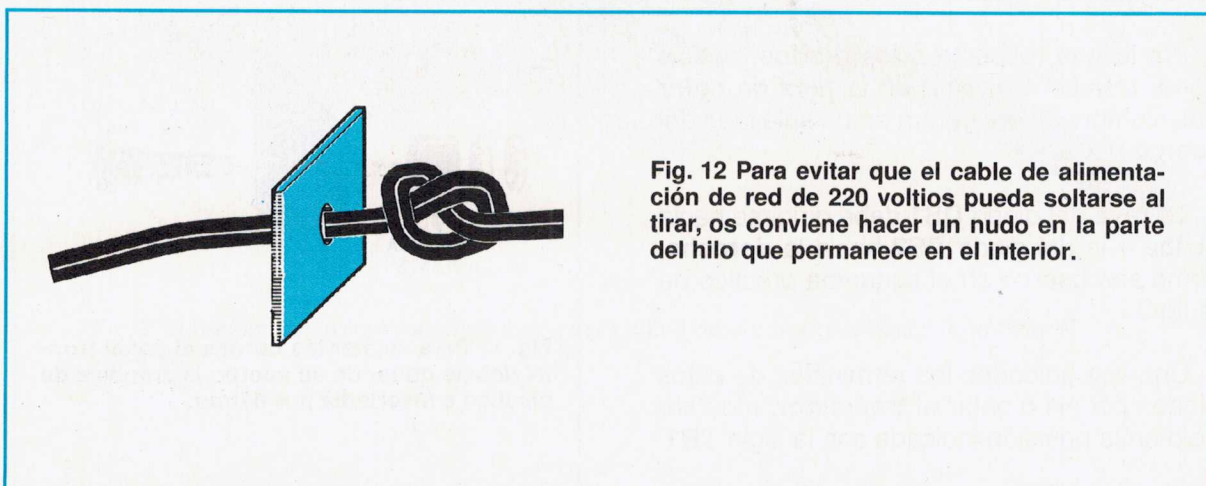 Fig. 12 Para evitar que el cable de alimenta-
ción de red de 220 voltios pueda soltarse al
tirar, os conviene hacer un nudo en la parte
del hilo que permanece en el interior.